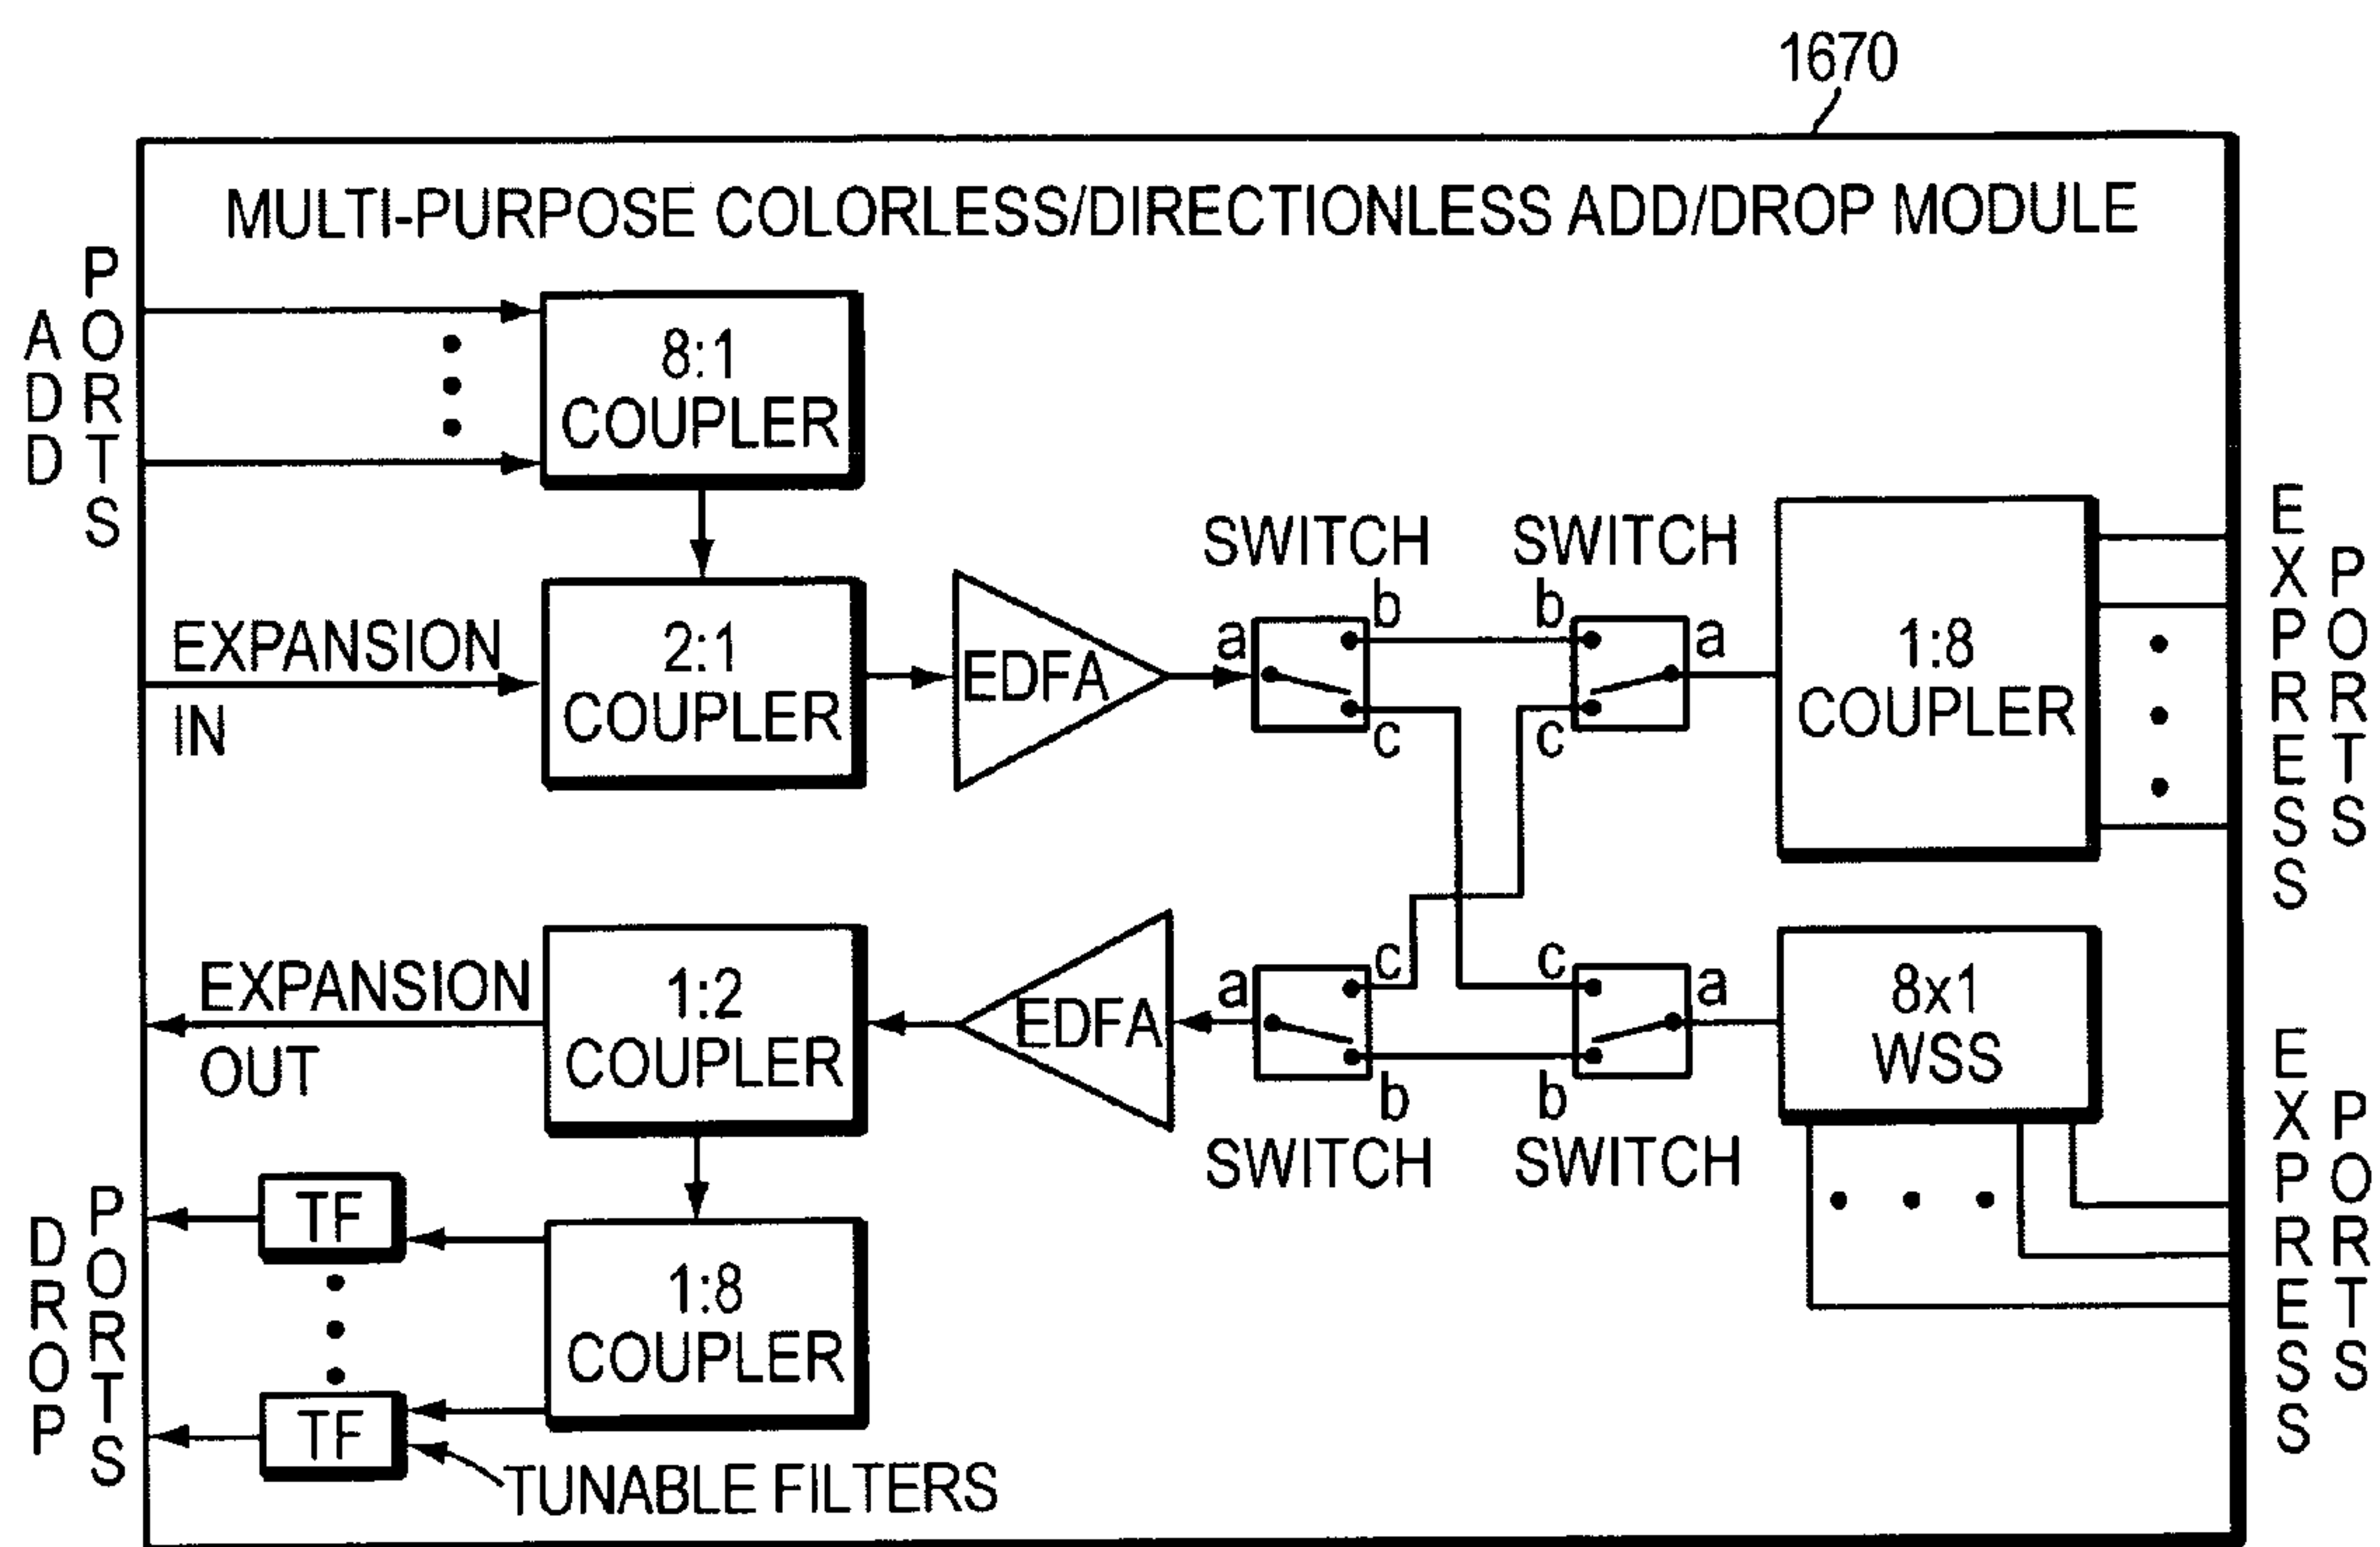 1670
MULTI-PURPOSE COLORLESS/DIRECTIONLESS ADD/DROP MODULE
ADD
PORTS
8:1
COUPLER
EXPANSION
IN
2:1
COUPLER
EDFA
SWITCH
a
b
c
SWITCH
b
c
a
1:8
COUPLER
EXPRESS
PORTS
EXPANSION
OUT
1:2
COUPLER
EDFA
a
c
b
SWITCH
c
b
a
SWITCH
8x1
WSS
EXPRESS
PORTS
DROP
PORTS
TF
TF
1:8
COUPLER
TUNABLE FILTERS